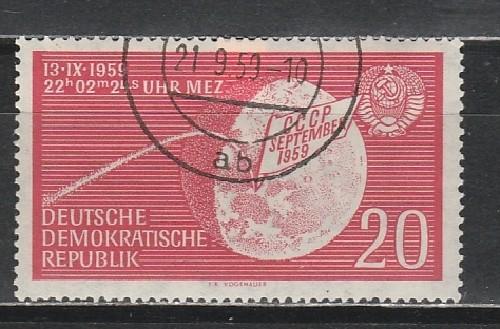 21.9.59-10
13·IX·1959
22ʰ02ᵐ24ˢ UHR MEZ
CCCP
SEPTEMBER
1959
ab
DEUTSCHE
DEMOKRATISCHE
REPUBLIK
20